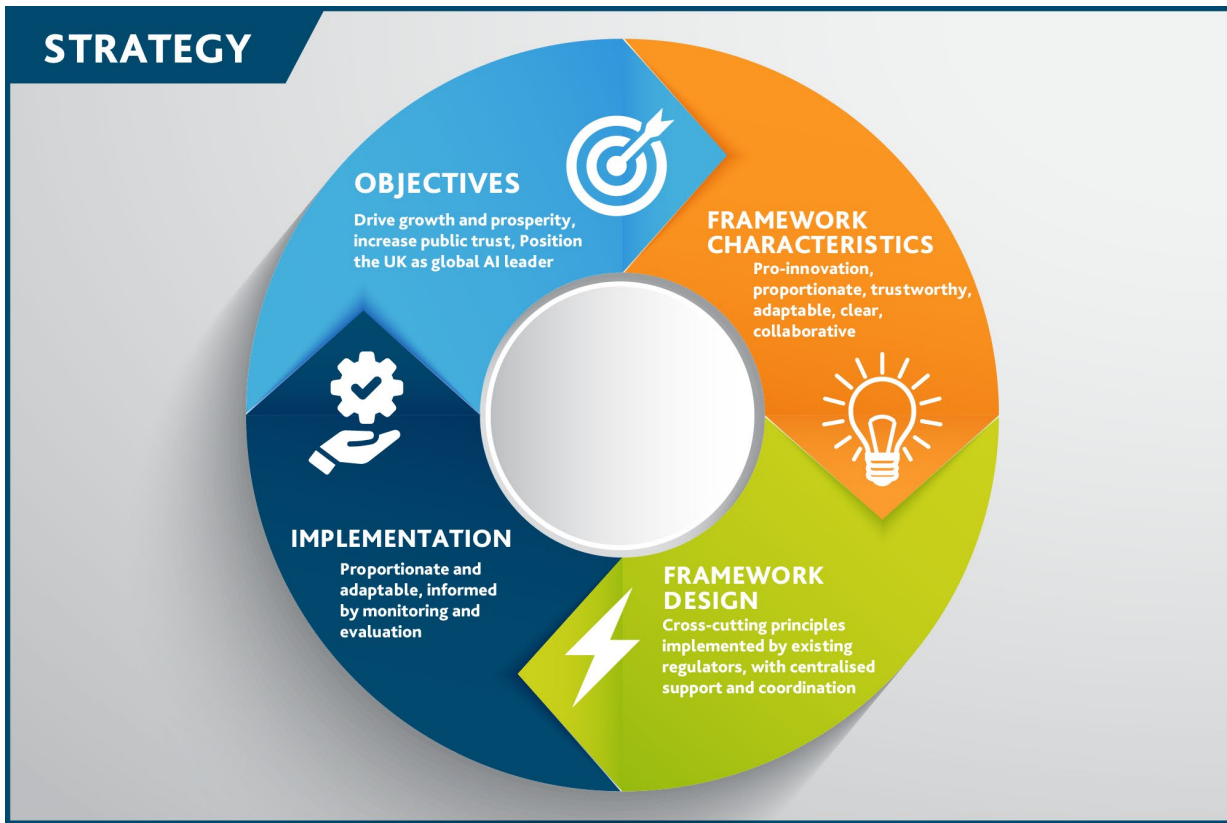 STRATEGY
OBJECTIVES
Drive growth and prosperity,
increase public trust, Position
the UK as global AI leader
FRAMEWORK
CHARACTERISTICS
Pro-innovation,
proportionate, trustworthy,
adaptable, clear,
collaborative
FRAMEWORK
DESIGN
Cross-cutting principles
implemented by existing
regulators, with centralised
support and coordination
IMPLEMENTATION
Proportionate and
adaptable, informed
by monitoring and
evaluation